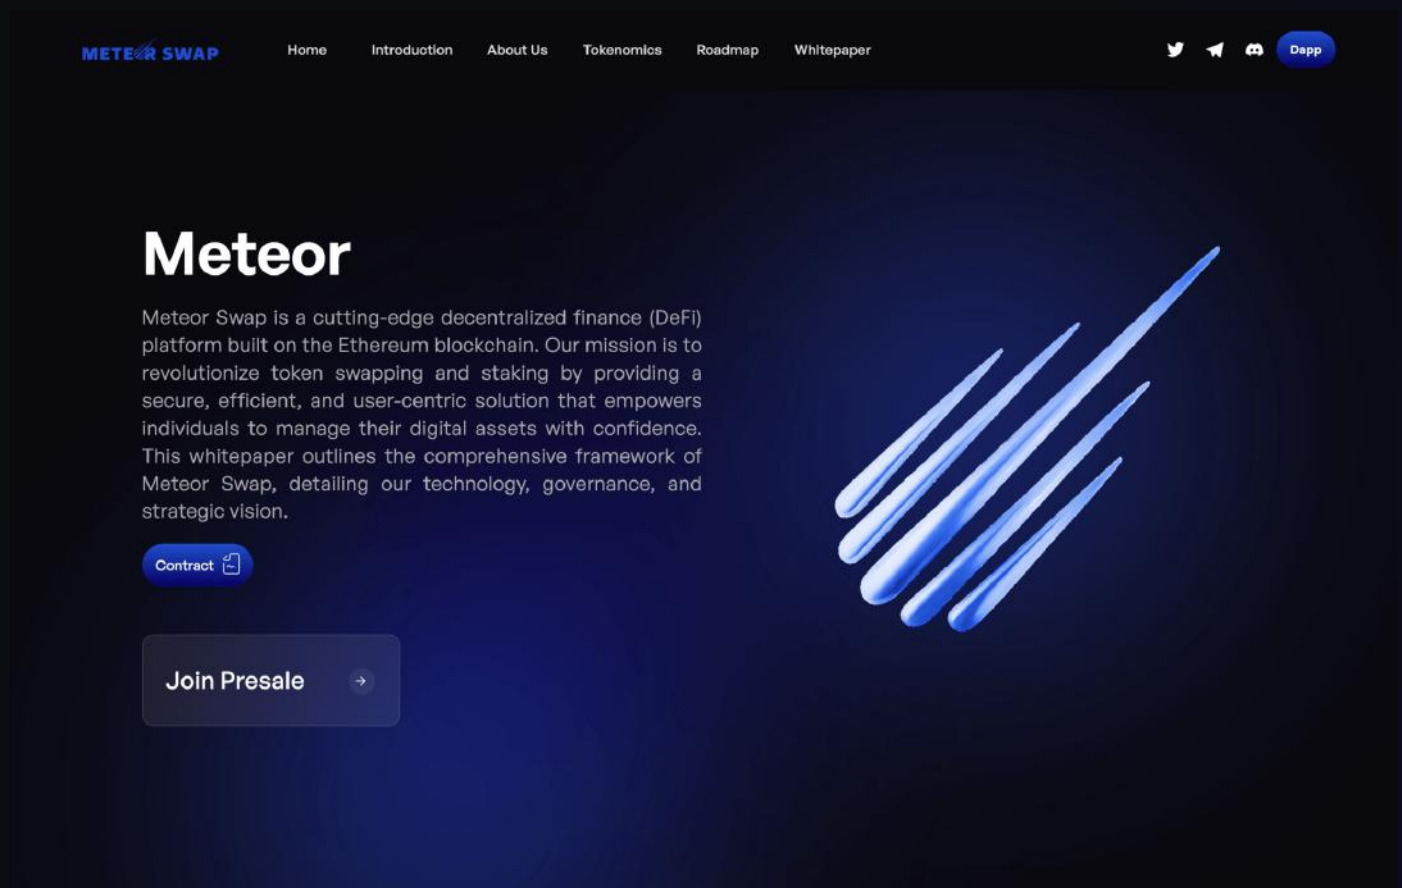 METEOR SWAP
Home Introduction About Us Tokenomics Roadmap Whitepaper
Dapp
Meteor
Meteor Swap is a cutting-edge decentralized finance (DeFi)
platform built on the Ethereum blockchain. Our mission is to
revolutionize token swapping and staking by providing a
secure, efficient, and user-centric solution that empowers
individuals to manage their digital assets with confidence.
This whitepaper outlines the comprehensive framework of
Meteor Swap, detailing our technology, governance, and
strategic vision.
Contract
Join Presale